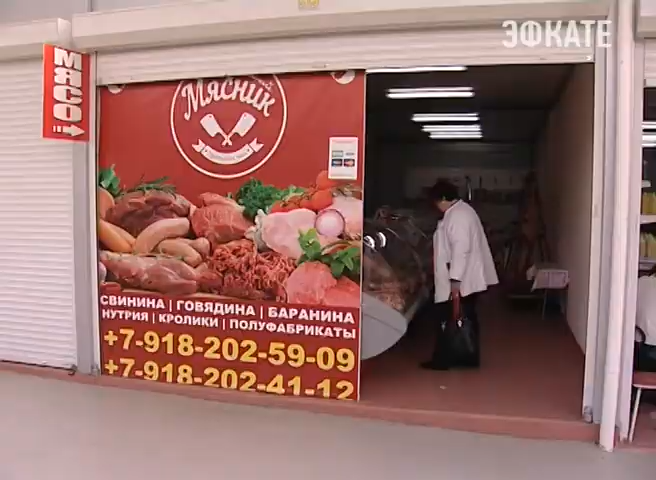 ЭФКАТЕ
МЯСО
Мясник
СВИНИНА | ГОВЯДИНА | БАРАНИНА
НУТРИЯ | КРОЛИКИ | ПОЛУФАБРИКАТЫ
+7-918-202-59-09
+7-918-202-41-12